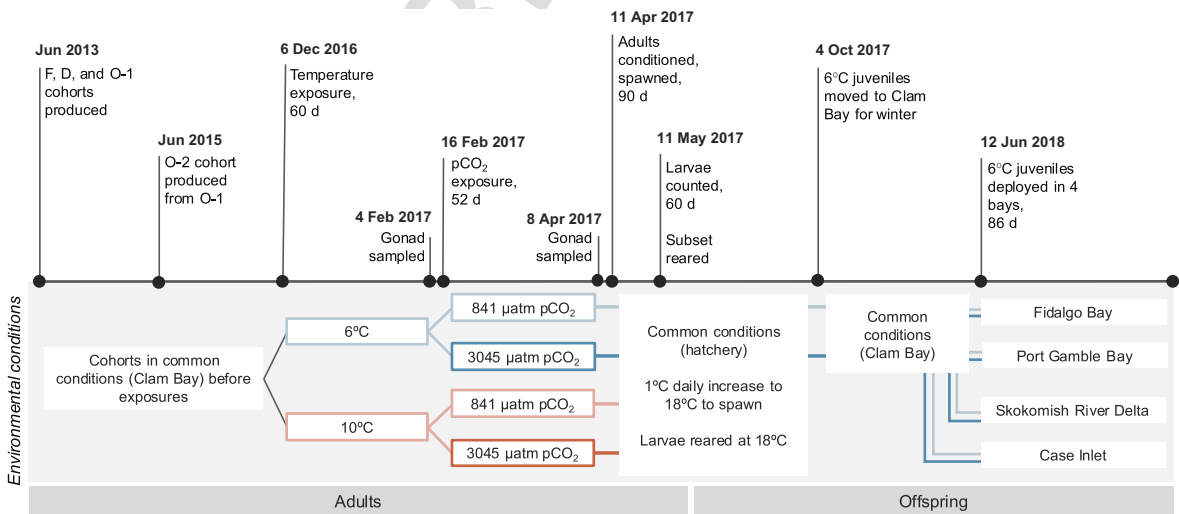 Jun 2013
F, D, and O-1
cohorts
produced
Jun 2015
O-2 cohort
produced
from O-1
6 Dec 2016
Temperature
exposure,
60 d
4 Feb 2017
Gonad
sampled
16 Feb 2017
pCO₂
exposure,
52 d
8 Apr 2017
Gonad
sampled
11 Apr 2017
Adults
conditioned,
spawned,
90 d
11 May 2017
Larvae
counted,
60 d
Subset
reared
4 Oct 2017
6°C juveniles
moved to Clam
Bay for winter
12 Jun 2018
6°C juveniles
deployed in 4
bays,
86 d
Environmental conditions
Cohorts in common
conditions (Clam Bay) before
exposures
6ºC
10ºC
841 µatm pCO₂
3045 µatm pCO₂
841 µatm pCO₂
3045 µatm pCO₂
Common conditions
(hatchery)
1ºC daily increase to
18ºC to spawn
Larvae reared at 18ºC
Common
conditions
(Clam Bay)
Fidalgo Bay
Port Gamble Bay
Skokomish River Delta
Case Inlet
Adults
Offspring